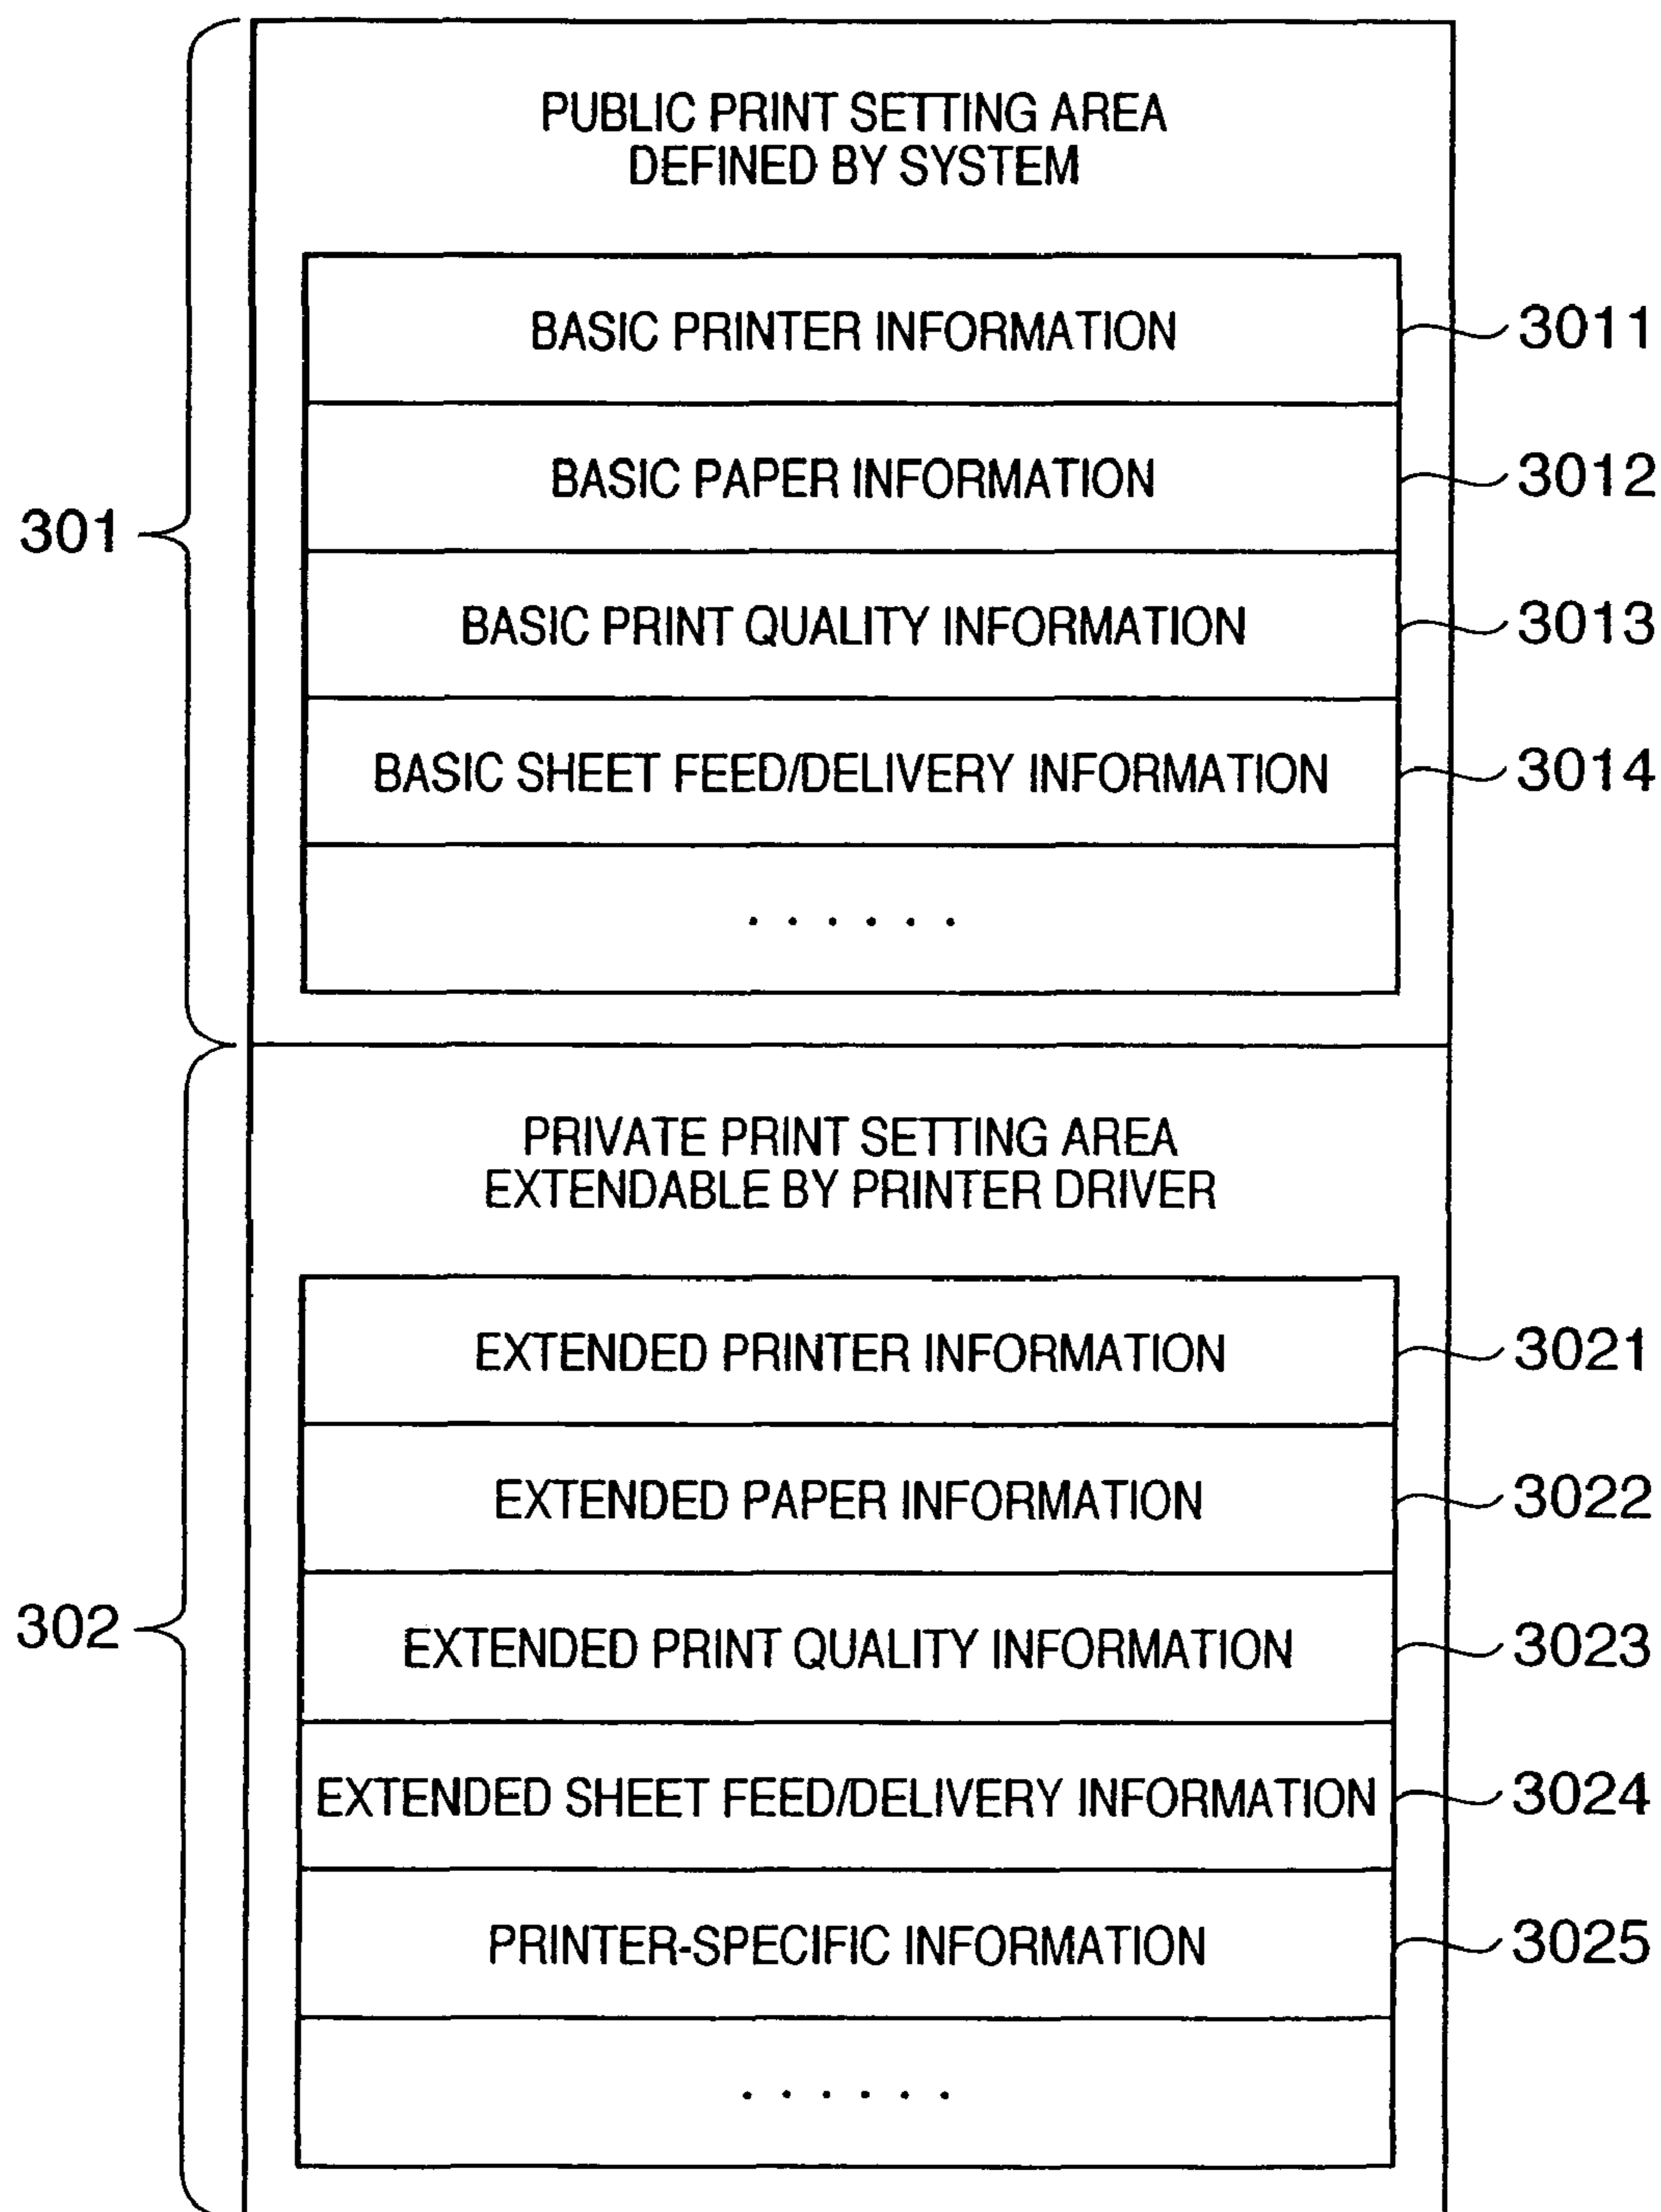 PUBLIC PRINT SETTING AREA
DEFINED BY SYSTEM
BASIC PRINTER INFORMATION
3011
BASIC PAPER INFORMATION
3012
301
BASIC PRINT QUALITY INFORMATION
3013
BASIC SHEET FEED/DELIVERY INFORMATION
3014
. . . . . .
PRIVATE PRINT SETTING AREA
EXTENDABLE BY PRINTER DRIVER
EXTENDED PRINTER INFORMATION
3021
EXTENDED PAPER INFORMATION
3022
302
EXTENDED PRINT QUALITY INFORMATION
3023
EXTENDED SHEET FEED/DELIVERY INFORMATION
3024
PRINTER-SPECIFIC INFORMATION
3025
. . . . . .